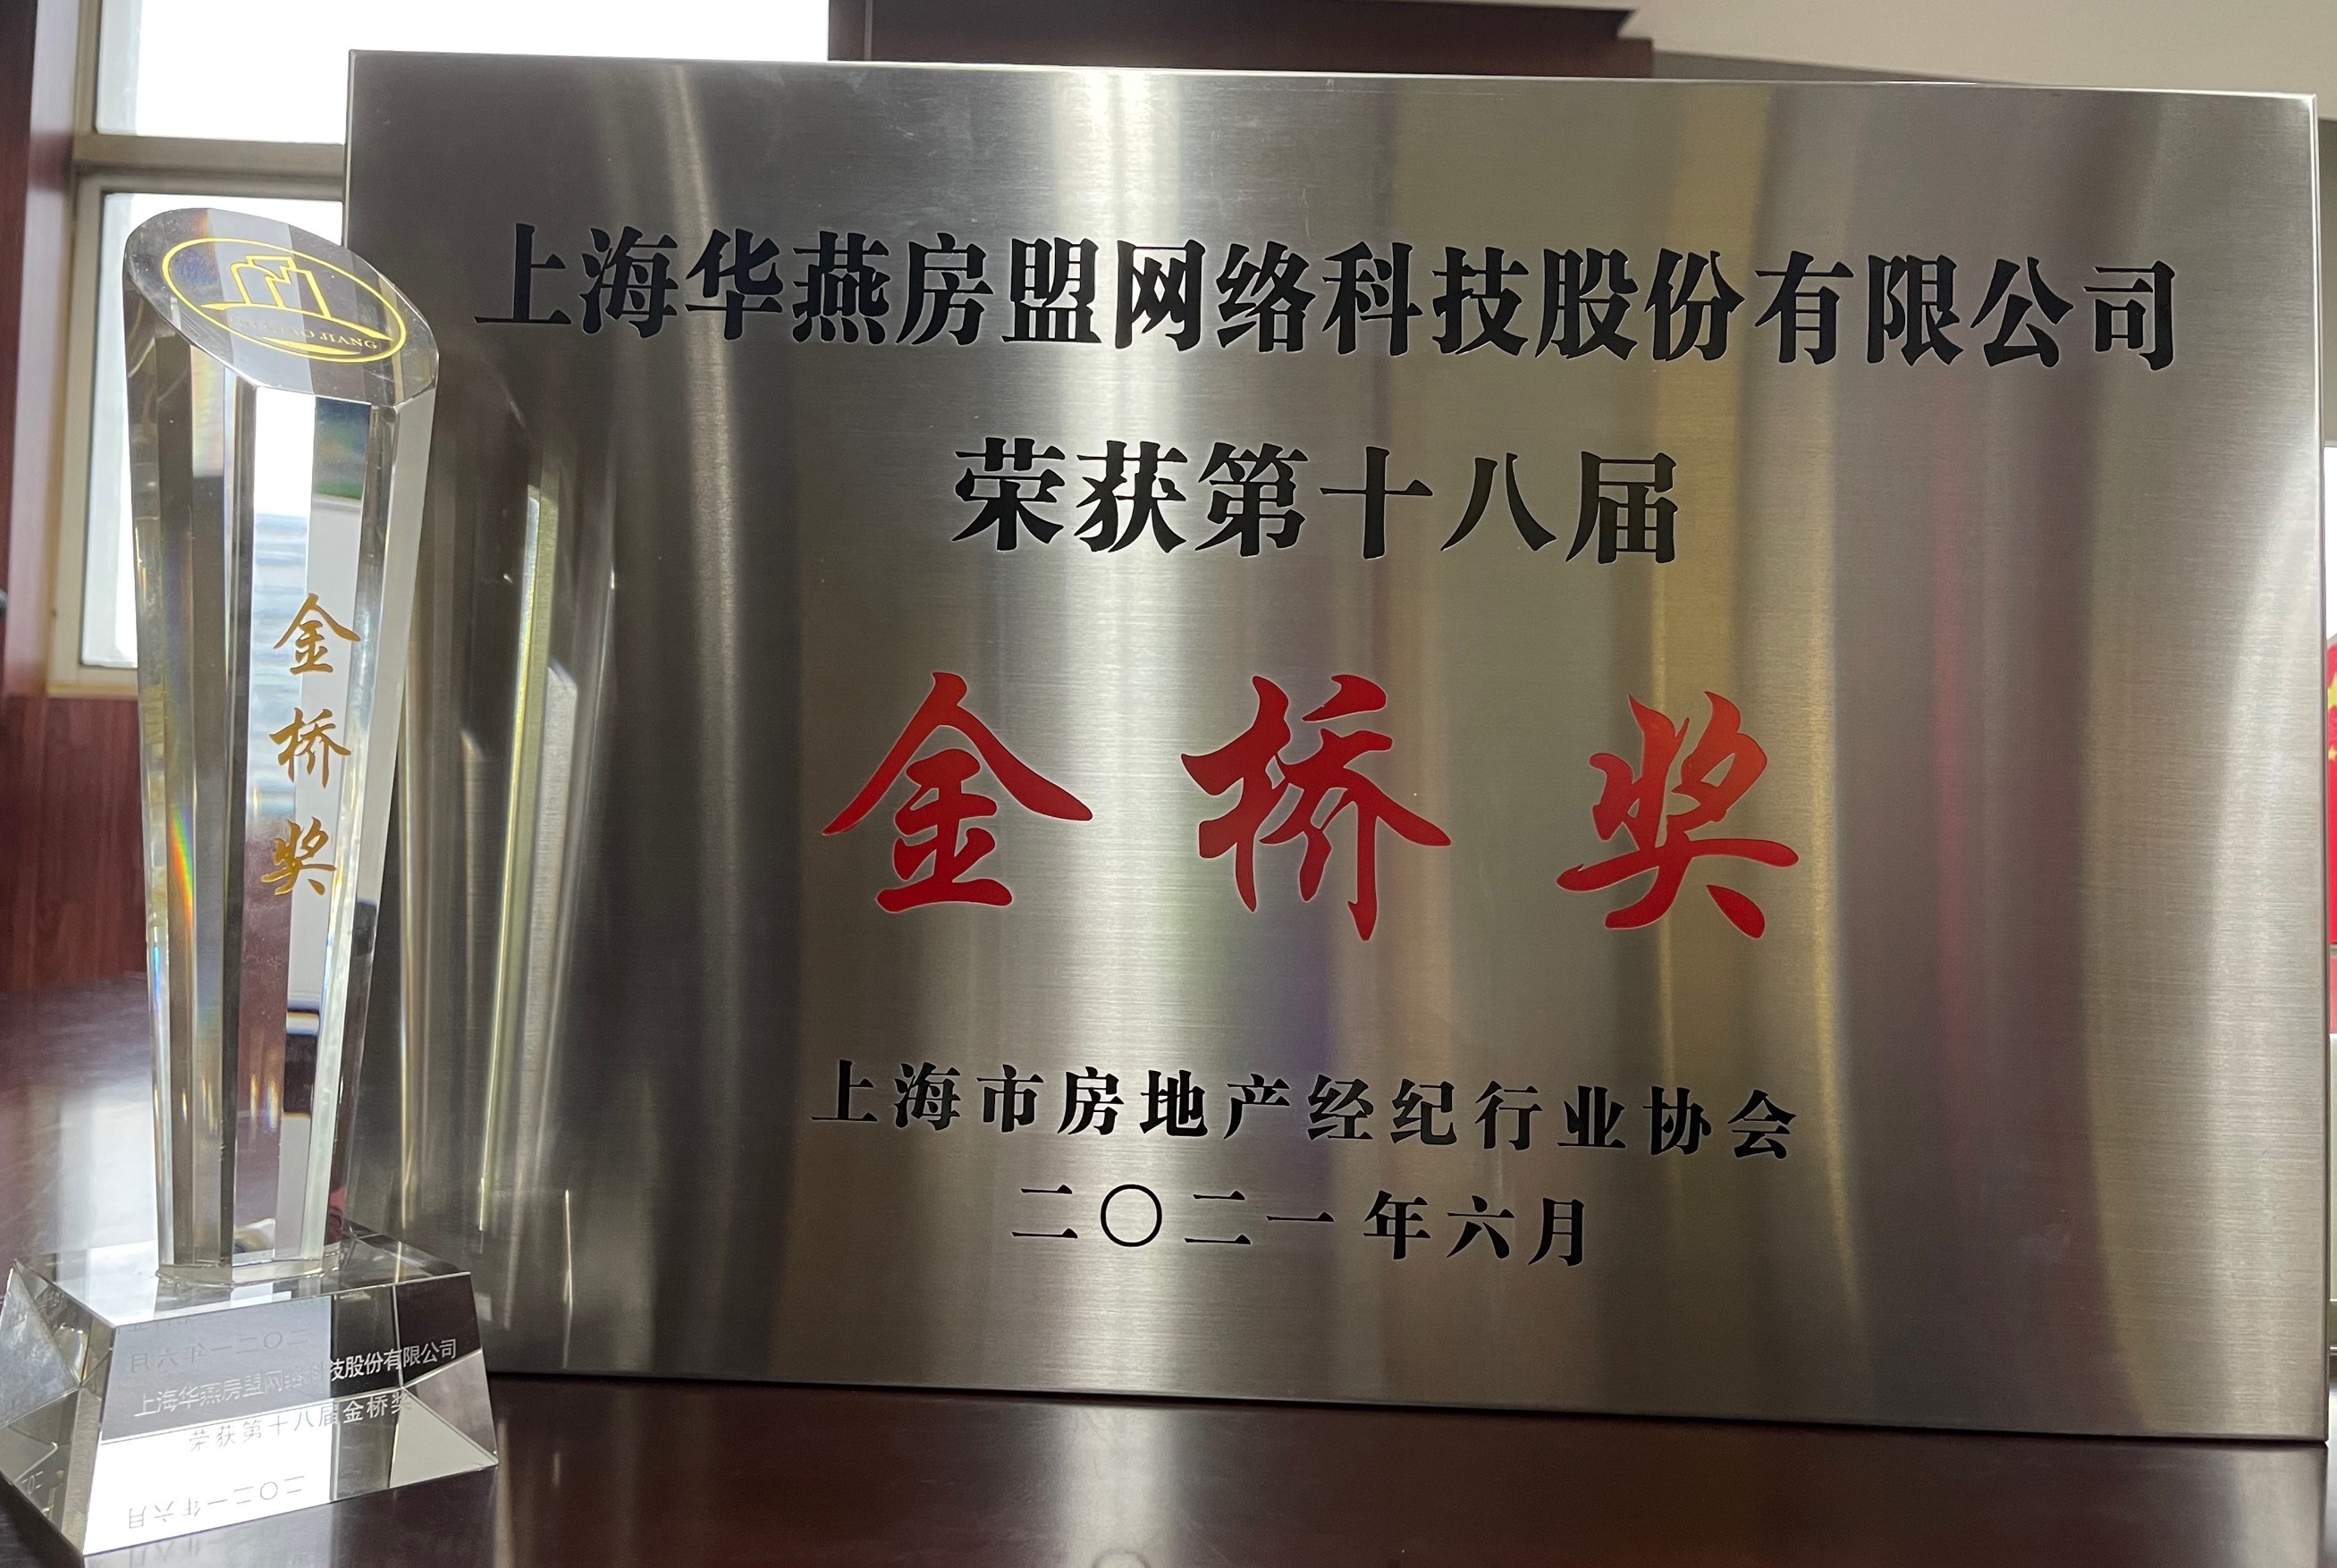 上海华燕房盟网络科技股份有限公司
荣获第十八届
金桥奖
上海市房地产经纪行业协会
二〇二一年六月
JIANG
金
桥
奖
上海华燕房盟网络科技股份有限公司
荣获第十八届金桥奖
二〇二一年六月